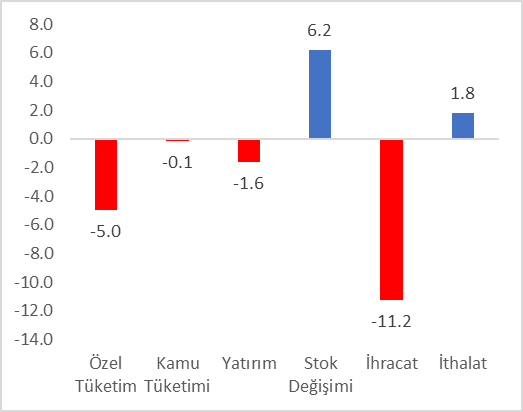 8.0
6.0
4.0
2.0
0.0
-2.0
-4.0
-6.0
-8.0
-10.0
-12.0
-14.0
-5.0
-0.1
-1.6
6.2
-11.2
1.8
Özel
Tüketim
Kamu
Tüketimi
Yatırım
Stok
Değişimi
İhracat
İthalat